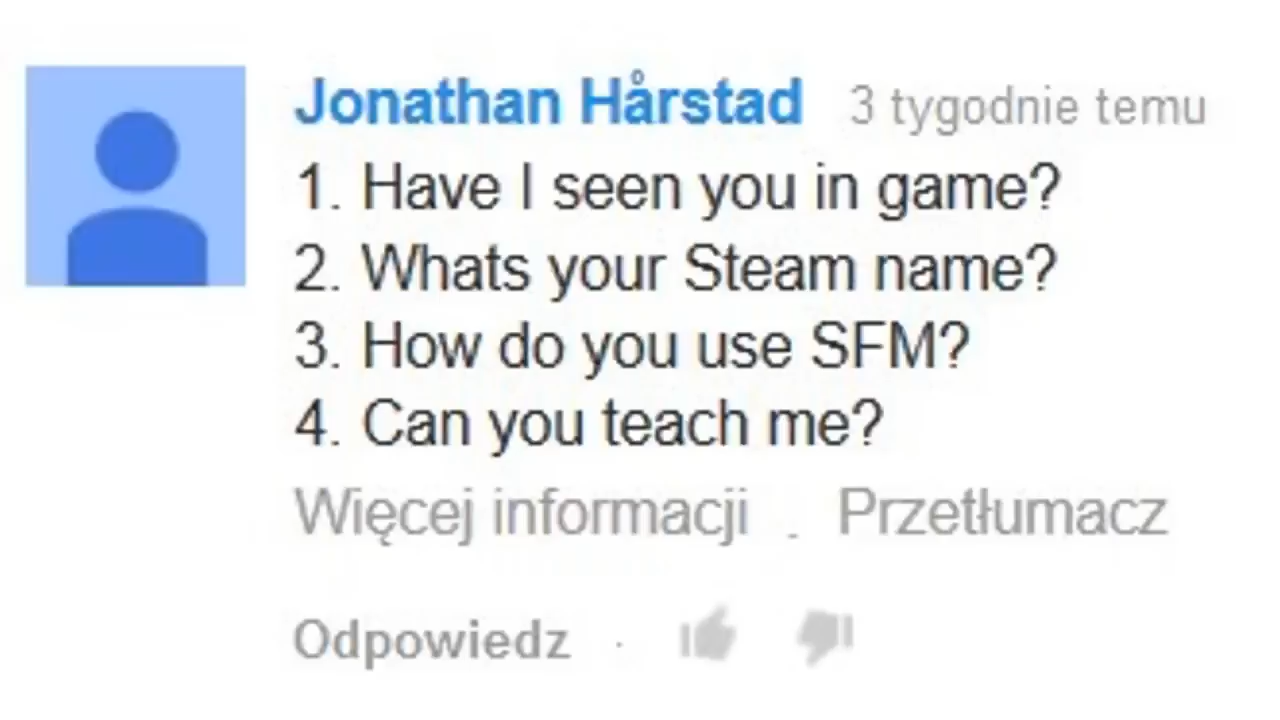 Jonathan Hårstad 3 tygodnie temu
1. Have I seen you in game?
2. Whats your Steam name?
3. How do you use SFM?
4. Can you teach me?
Więcej informacji . Przetłumacz
Odpowiedz ·